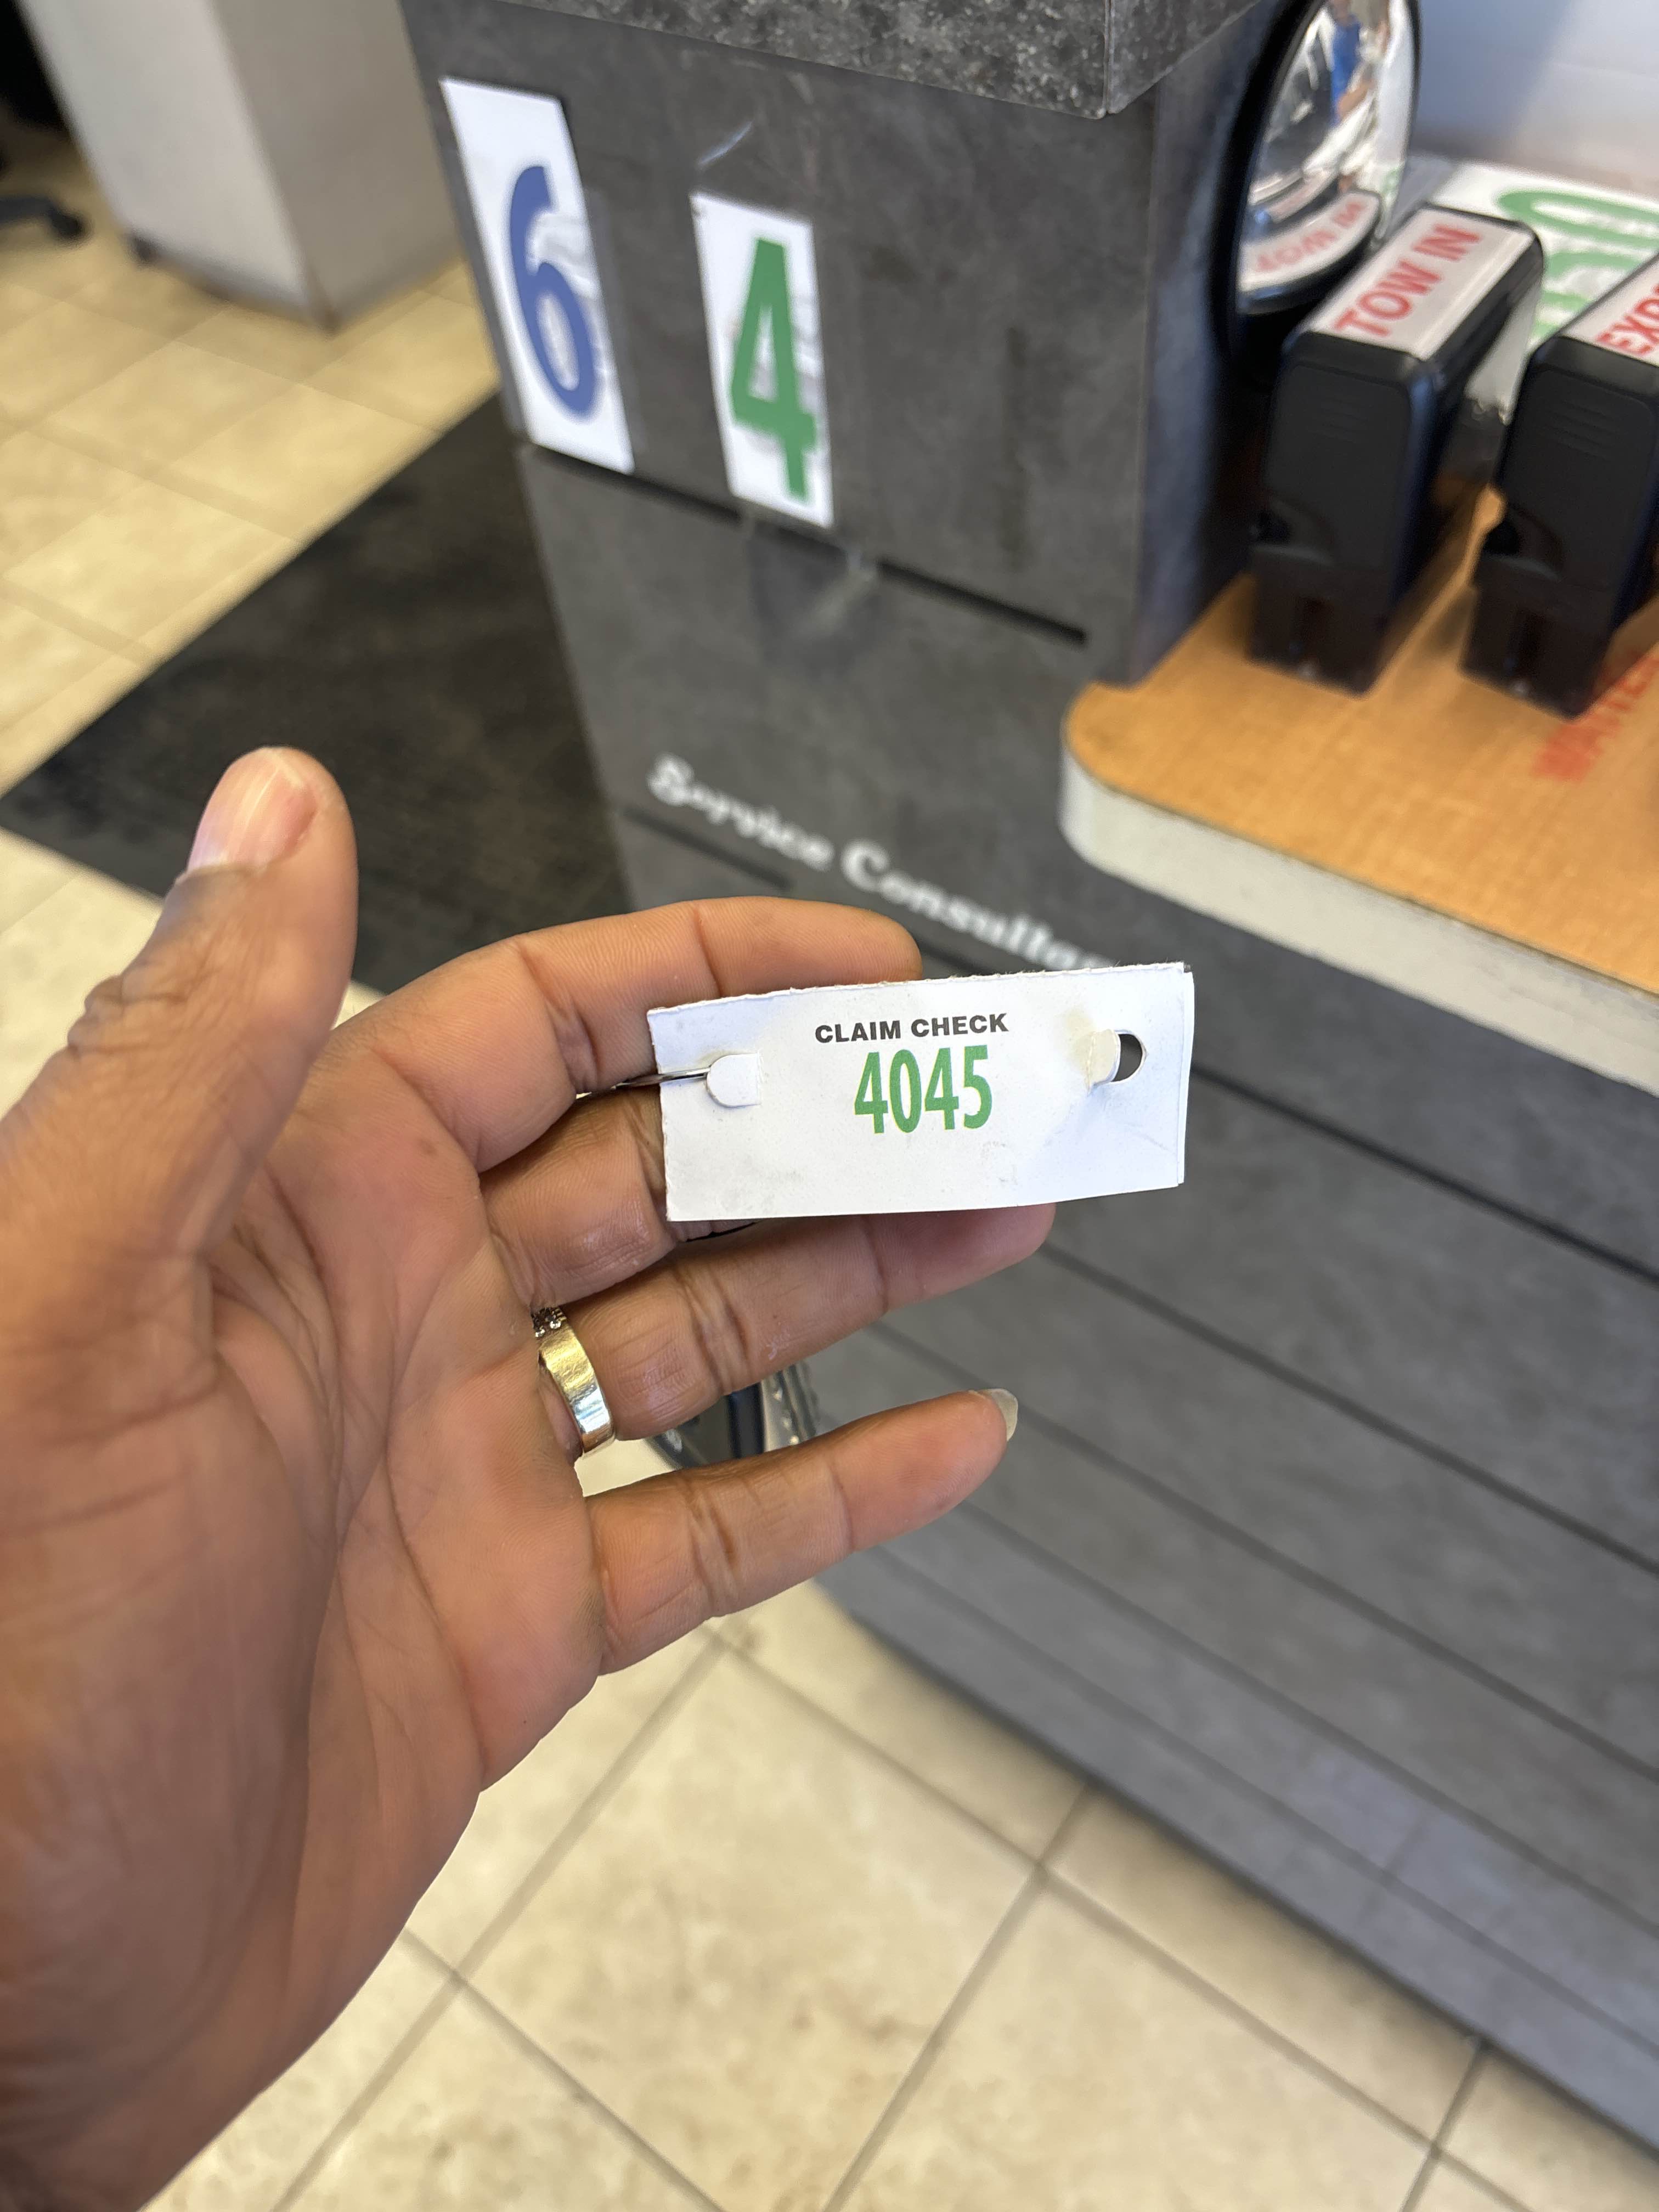 6
4
TOW IN
Service Consultant
CLAIM CHECK
4045